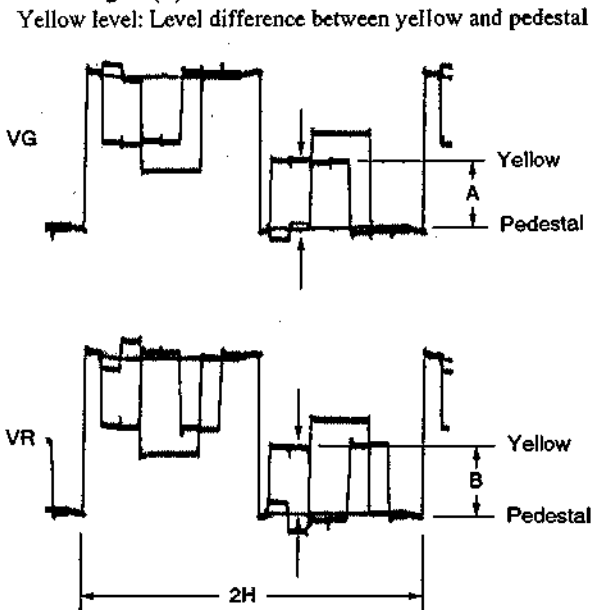 Yellow level: Level difference between yellow and pedestal
VG
Yellow
A
Pedestal
VR
Yellow
B
Pedestal
2H